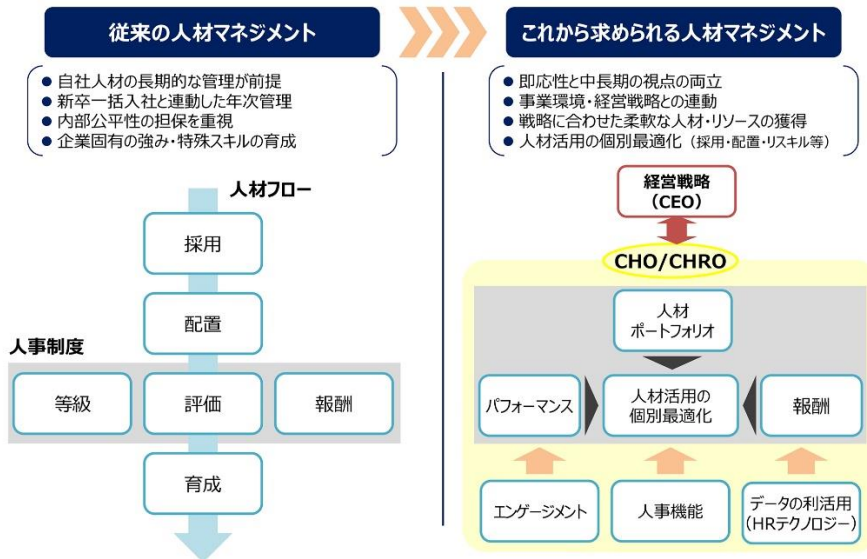 従来の人材マネジメント
● 自社人材の長期的な管理が前提
● 新卒一括入社と連動した年次管理
● 内部公平性の担保を重視
● 企業固有の強み・特殊スキルの育成
人材フロー
採用
配置
人事制度
等級
評価
報酬
育成
これから求められる人材マネジメント
● 即応性と中長期の視点の両立
● 事業環境・経営戦略との連動
● 戦略に合わせた柔軟な人材・リソースの獲得
● 人材活用の個別最適化（採用・配置・リスキル等）
経営戦略
（CEO）
CHO/CHRO
人材
ポートフォリオ
パフォーマンス
人材活用の
個別最適化
報酬
エンゲージメント
人事機能
データの利活用
（HRテクノロジー）